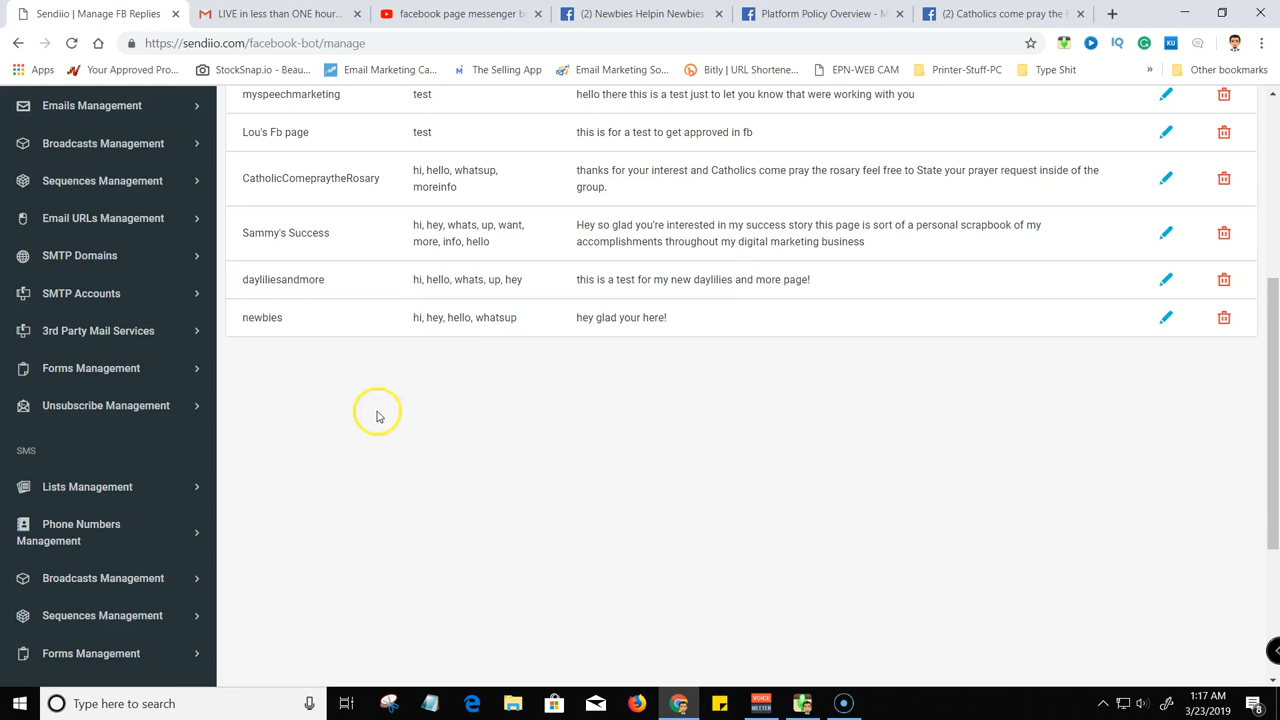 Sendiio | Manage FB Replies
LIVE in less than ONE hour...
facebook page messenger b
(2) Newbies Helpin Newbies
Platform Policy Overview - M
(2) Catholics come pray the
https://sendiio.com/facebook-bot/manage
Apps
Your Approved Pro...
StockSnap.io - Beau...
Email Marketing Ca...
The Selling App
Email Marketing So...
Bitly | URL Shortene...
EPN-WEB CAM
Printer-Stuff-PC
Type Shit
»
Other bookmarks
Emails Management
Broadcasts Management
Sequences Management
Email URLs Management
SMTP Domains
SMTP Accounts
3rd Party Mail Services
Forms Management
Unsubscribe Management
SMS
Lists Management
Phone Numbers
Management
Broadcasts Management
Sequences Management
Forms Management
myspeechmarketing
test
hello there this is a test just to let you know that were working with you
Lou's Fb page
test
this is for a test to get approved in fb
CatholicComepraytheRosary
hi, hello, whatsup,
moreinfo
thanks for your interest and Catholics come pray the rosary feel free to State your prayer request inside of the
group.
Sammy's Success
hi, hey, whats, up, want,
more, info, hello
Hey so glad you're interested in my success story this page is sort of a personal scrapbook of my
accomplishments throughout my digital marketing business
dayliliesandmore
hi, hello, whats, up, hey
this is a test for my new daylilies and more page!
newbies
hi, hey, hello, whatsup
hey glad your here!
Type here to search
VOICE
MEETER
1:17 AM
3/23/2019
8